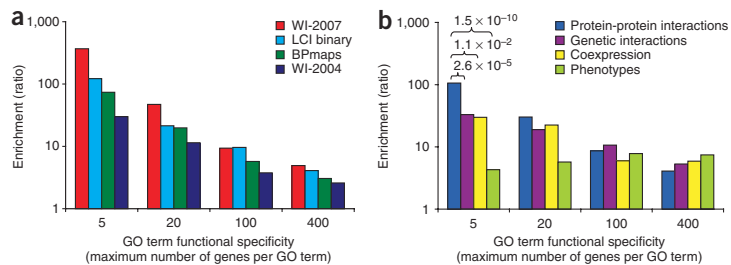 a
1,000
100
10
1
Enrichment (ratio)
WI-2007
LCI binary
BPmaps
WI-2004
5 20 100 400
GO term functional specificity
(maximum number of genes per GO term)
b
1,000
100
10
1
Enrichment (ratio)
1.5 × 10⁻¹⁰
1.1 × 10⁻²
2.6 × 10⁻⁵
Protein-protein interactions
Genetic interactions
Coexpression
Phenotypes
5 20 100 400
GO term functional specificity
(maximum number of genes per GO term)